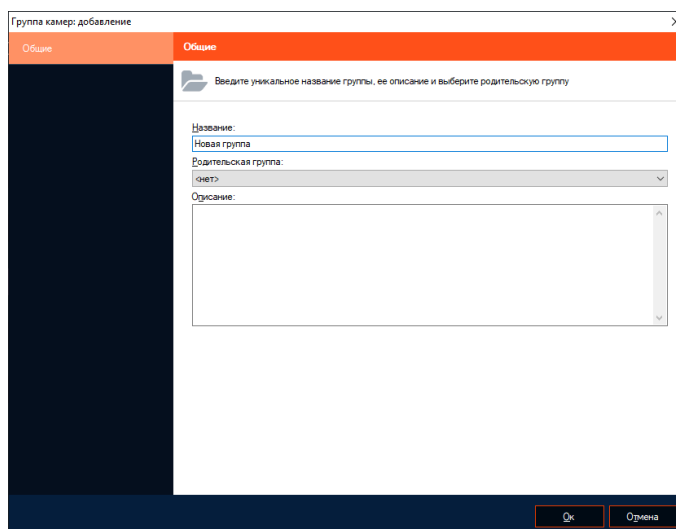 Группа камер: добавление
Общие
Общие
Введите уникальное название группы, ее описание и выберите родительскую группу
Название:
Новая группа
Родительская группа:
<нет>
Описание:
Ок
Отмена